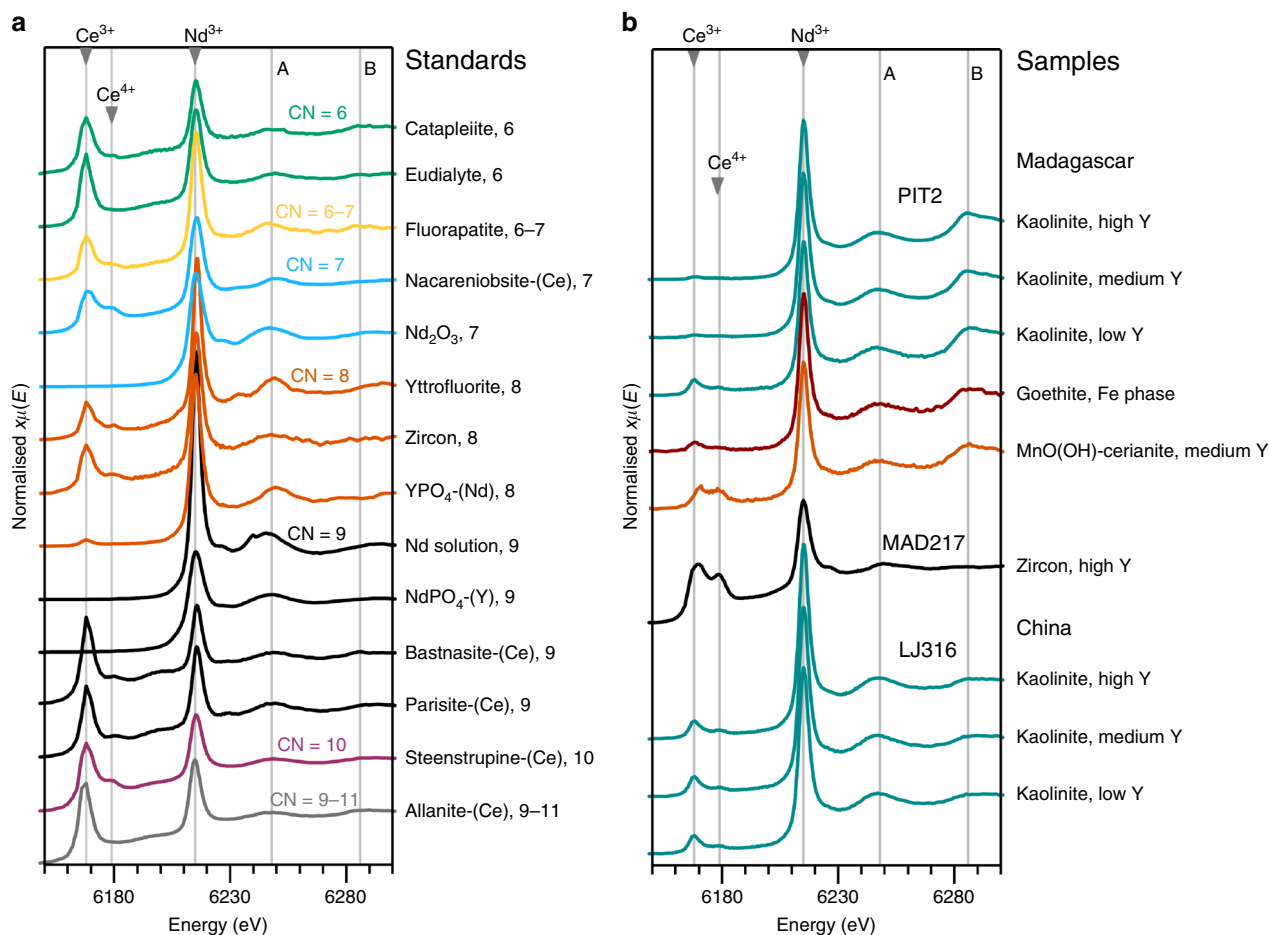 a
Ce³⁺
Nd³⁺
A
B
Standards
Ce⁴⁺
CN = 6
Catapleiite, 6
Eudialyte, 6
CN = 6–7
Fluorapatite, 6–7
CN = 7
Nacareniobsite-(Ce), 7
Nd₂O₃, 7
CN = 8
Yttrofluorite, 8
Zircon, 8
YPO₄-(Nd), 8
CN = 9
Nd solution, 9
NdPO₄-(Y), 9
Bastnasite-(Ce), 9
Parisite-(Ce), 9
CN = 10
Steenstrupine-(Ce), 10
CN = 9–11
Allanite-(Ce), 9–11
Normalised xμ(E)
6180
6230
6280
Energy (eV)
b
Ce³⁺
Nd³⁺
A
B
Samples
Ce⁴⁺
Madagascar
PIT2
Kaolinite, high Y
Kaolinite, medium Y
Kaolinite, low Y
Goethite, Fe phase
MnO(OH)-cerianite, medium Y
MAD217
Zircon, high Y
China
LJ316
Kaolinite, high Y
Kaolinite, medium Y
Kaolinite, low Y
Normalised xμ(E)
6180
6230
6280
Energy (eV)